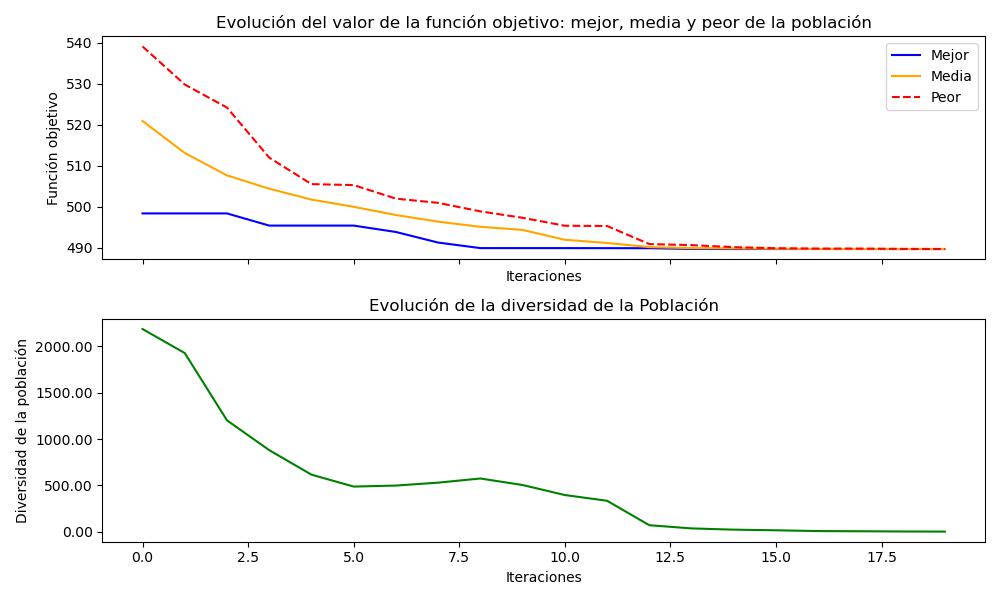 Evolución del valor de la función objetivo: mejor, media y peor de la población
540
530
520
510
500
490
Función objetivo
Mejor
Media
Peor
Iteraciones
Evolución de la diversidad de la Población
2000.00
1500.00
1000.00
500.00
0.00
Diversidad de la población
0.0 2.5 5.0 7.5 10.0 12.5 15.0 17.5
Iteraciones